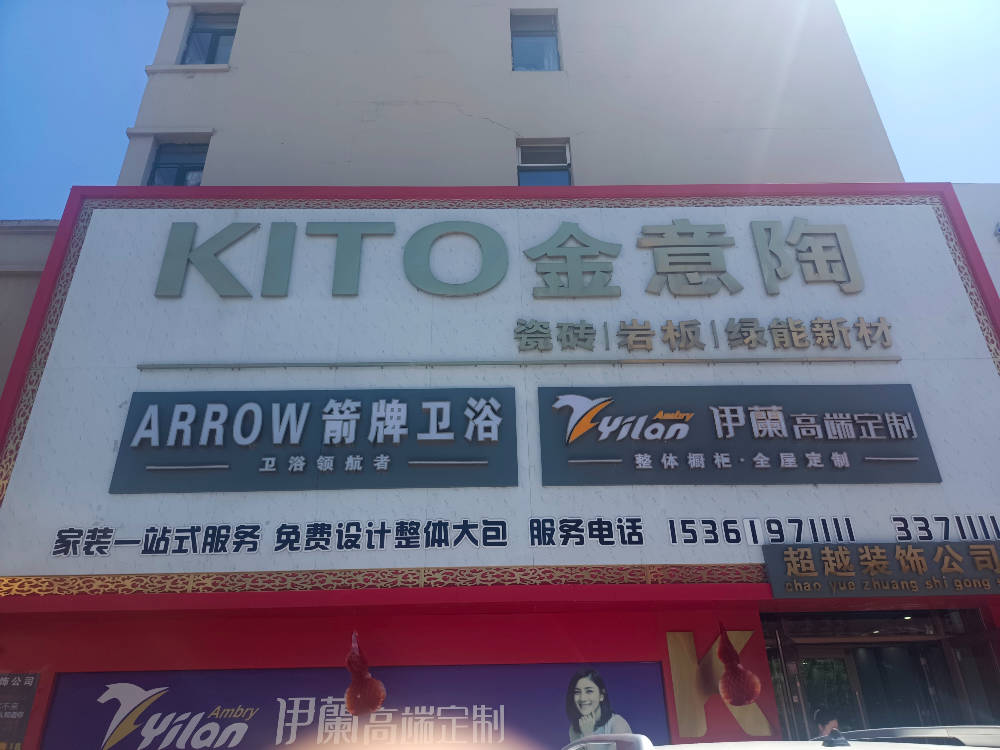 KITO金意陶
瓷砖|岩板|绿能新材
ARROW箭牌卫浴
卫浴领航者
Yilan Ambry 伊蘭高端定制
整体橱柜·全屋定制
家装一站式服务 免费设计整体大包 服务电话 15361971111 3371111
超越装饰公司
chao yue zhuang shi gong
饰公司
Yilan Ambry 伊蘭高端定制
K